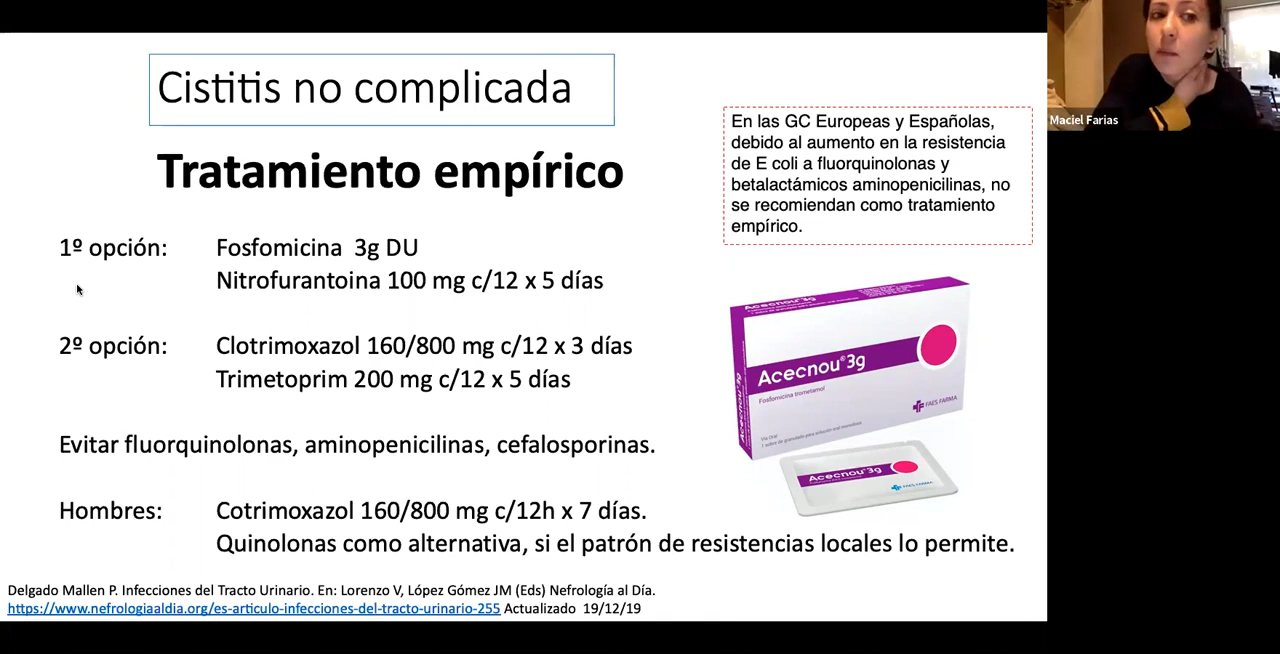 Cistitis no complicada
Tratamiento empírico
En las GC Europeas y Españolas,
debido al aumento en la resistencia
de E coli a fluorquinolonas y
betalactámicos aminopenicilinas, no
se recomiendan como tratamiento
empírico.
Maciel Farias
1º opción: Fosfomicina 3g DU
Nitrofurantoina 100 mg c/12 x 5 días
2º opción: Clotrimoxazol 160/800 mg c/12 x 3 días
Trimetoprim 200 mg c/12 x 5 días
Evitar fluorquinolonas, aminopenicilinas, cefalosporinas.
Hombres: Cotrimoxazol 160/800 mg c/12h x 7 días.
Quinolonas como alternativa, si el patrón de resistencias locales lo permite.
Acecnou® 3g
Acecnou® 3g
Fosfomicina trometamol
FAES FARMA
Vía Oral
Acecnou® 3g
FAES FARMA
Delgado Mallen P. Infecciones del Tracto Urinario. En: Lorenzo V, López Gómez JM (Eds) Nefrología al Día.
https://www.nefrologiaaldia.org/es-articulo-infecciones-del-tracto-urinario-255 Actualizado 19/12/19